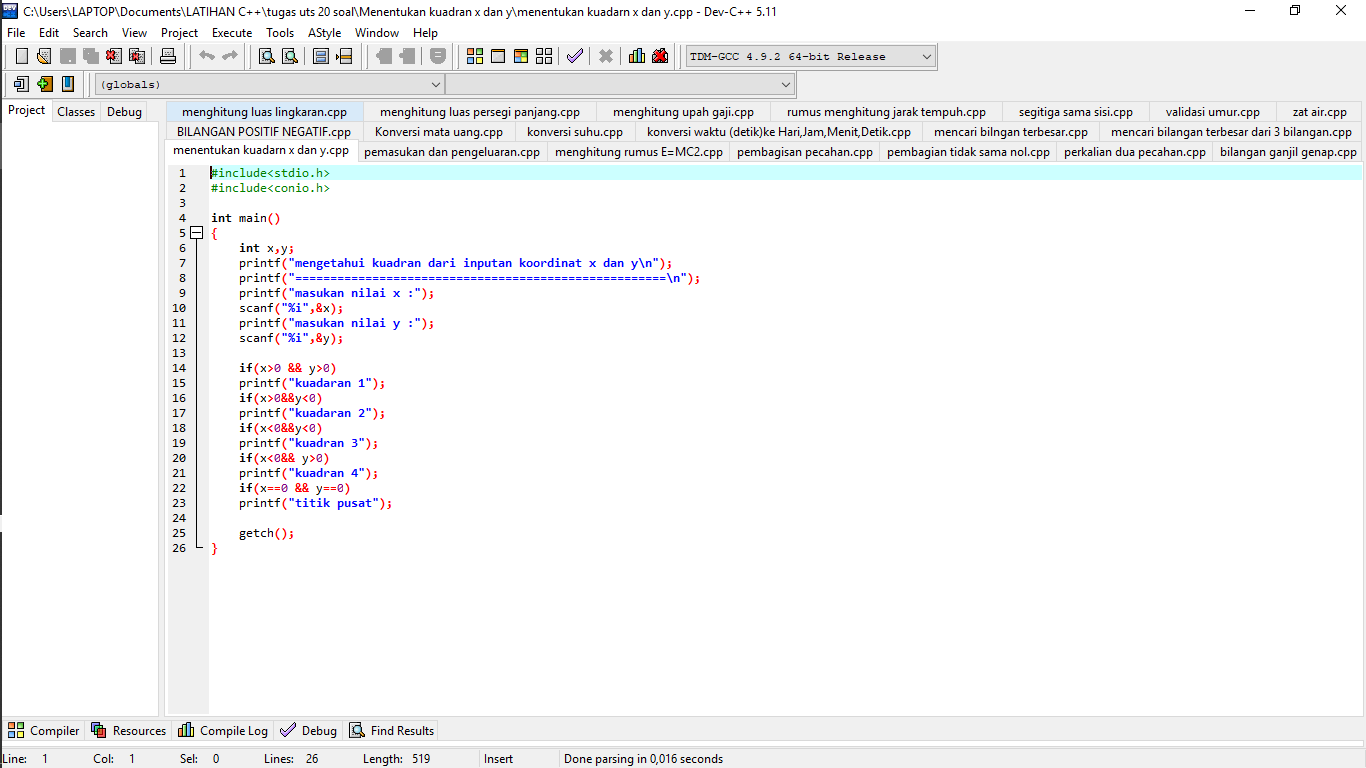 C:\Users\LAPTOP\Documents\LATIHAN C++\tugas uts 20 soal\Menentukan kuadran x dan y\menentukan kuadarn x dan y.cpp - Dev-C++ 5.11
File Edit Search View Project Execute Tools AStyle Window Help
TDM-GCC 4.9.2 64-bit Release
(globals)
Project Classes Debug
menghitung luas lingkaran.cpp menghitung luas persegi panjang.cpp menghitung upah gaji.cpp rumus menghitung jarak tempuh.cpp segitiga sama sisi.cpp validasi umur.cpp zat air.cpp
BILANGAN POSITIF NEGATIF.cpp Konversi mata uang.cpp konversi suhu.cpp konversi waktu (detik)ke Hari,Jam,Menit,Detik.cpp mencari bilngan terbesar.cpp mencari bilangan terbesar dari 3 bilangan.cpp
menentukan kuadarn x dan y.cpp pemasukan dan pengeluaran.cpp menghitung rumus E=MC2.cpp pembagisan pecahan.cpp pembagian tidak sama nol.cpp perkalian dua pecahan.cpp bilangan ganjil genap.cpp
1 #include<stdio.h>
2 #include<conio.h>
3
4 int main()
5 {
6 int x,y;
7 printf("mengetahui kuadran dari inputan koordinat x dan y\n");
8 printf("=====================================================\n");
9 printf("masukan nilai x :");
10 scanf("%i",&x);
11 printf("masukan nilai y :");
12 scanf("%i",&y);
13
14 if(x>0 && y>0)
15 printf("kuadaran 1");
16 if(x>0&&y<0)
17 printf("kuadaran 2");
18 if(x<0&&y<0)
19 printf("kuadran 3");
20 if(x<0&& y>0)
21 printf("kuadran 4");
22 if(x==0 && y==0)
23 printf("titik pusat");
24
25 getch();
26 }
Compiler Resources Compile Log Debug Find Results
Line: 1 Col: 1 Sel: 0 Lines: 26 Length: 519 Insert Done parsing in 0,016 seconds